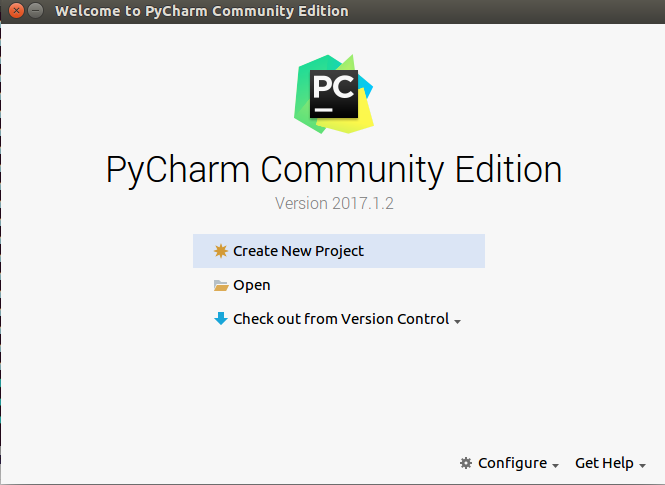 Welcome to PyCharm Community Edition
PC
PyCharm Community Edition
Version 2017.1.2
Create New Project
Open
Check out from Version Control
Configure Get Help